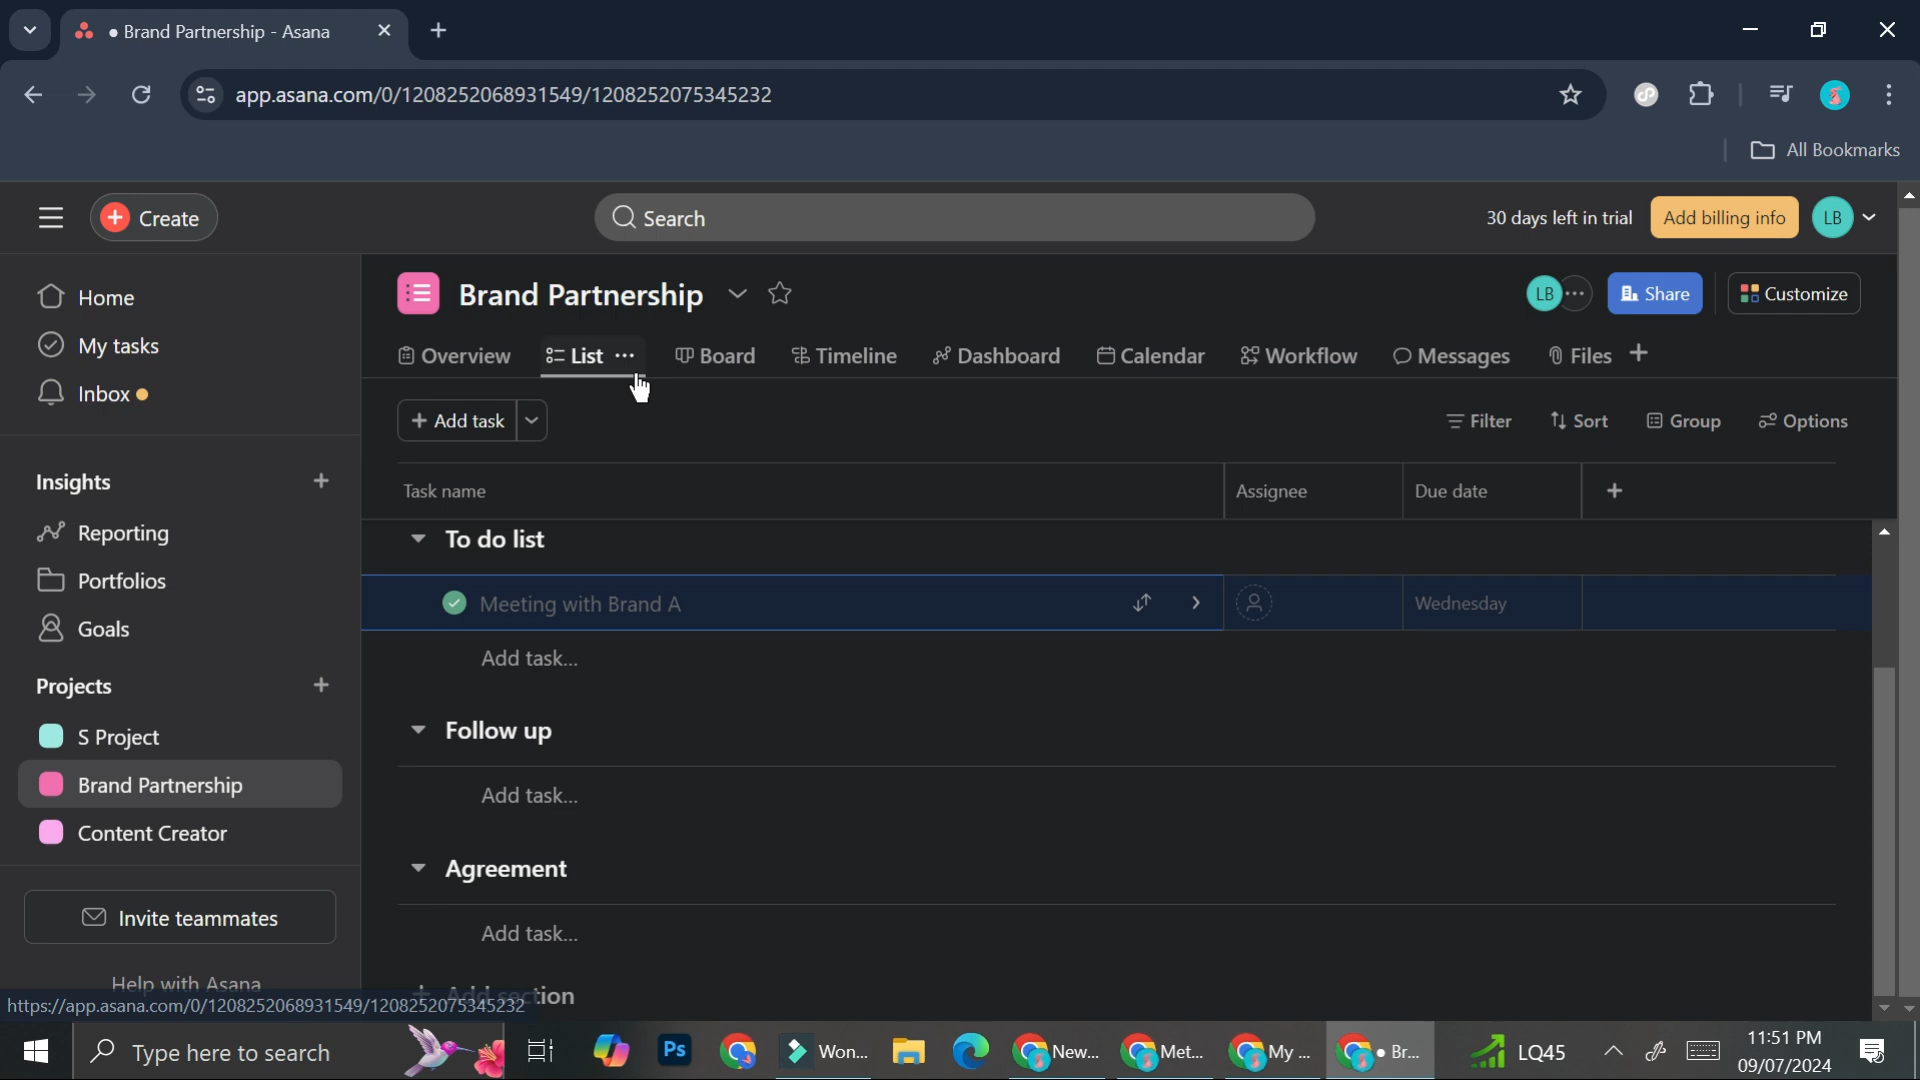 • Brand Partnership - Asana
app.asana.com/0/1208252068931549/1208252075345232
All Bookmarks
Create
Search
30 days left in trial
Add billing info
LB
Home
My tasks
Inbox
Insights
Reporting
Portfolios
Goals
Projects
S Project
Brand Partnership
Content Creator
Invite teammates
Help with Asana
Brand Partnership
LB
Share
Customize
Overview
List
Board
Timeline
Dashboard
Calendar
Workflow
Messages
Files
Add task
Filter
Sort
Group
Options
Task name
Assignee
Due date
To do list
Meeting with Brand A
Wednesday
Add task...
Follow up
Add task...
Agreement
Add task...
Add section
https://app.asana.com/0/1208252068931549/1208252075345232
Type here to search
Ps
Won...
New...
Met...
My ...
• Br...
LQ45
11:51 PM
09/07/2024